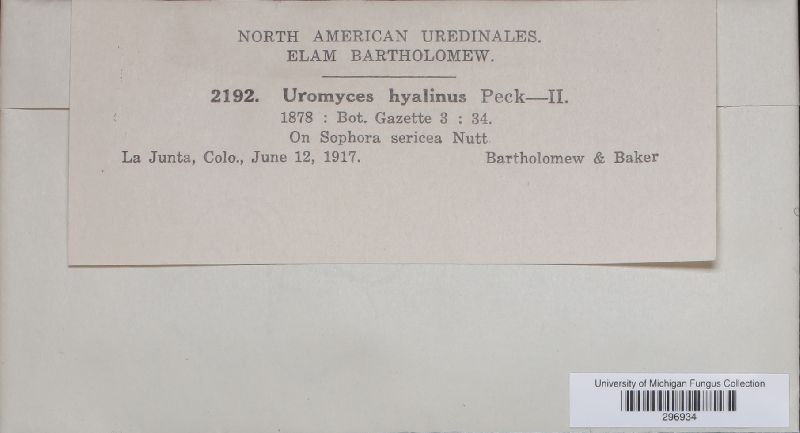 NORTH AMERICAN UREDINALES.
ELAM BARTHOLOMEW.
2192. Uromyces hyalinus Peck—II.
1878 : Bot. Gazette 3 : 34.
On Sophora sericea Nutt
La Junta, Colo., June 12, 1917. Bartholomew & Baker
University of Michigan Fungus Collection
296934